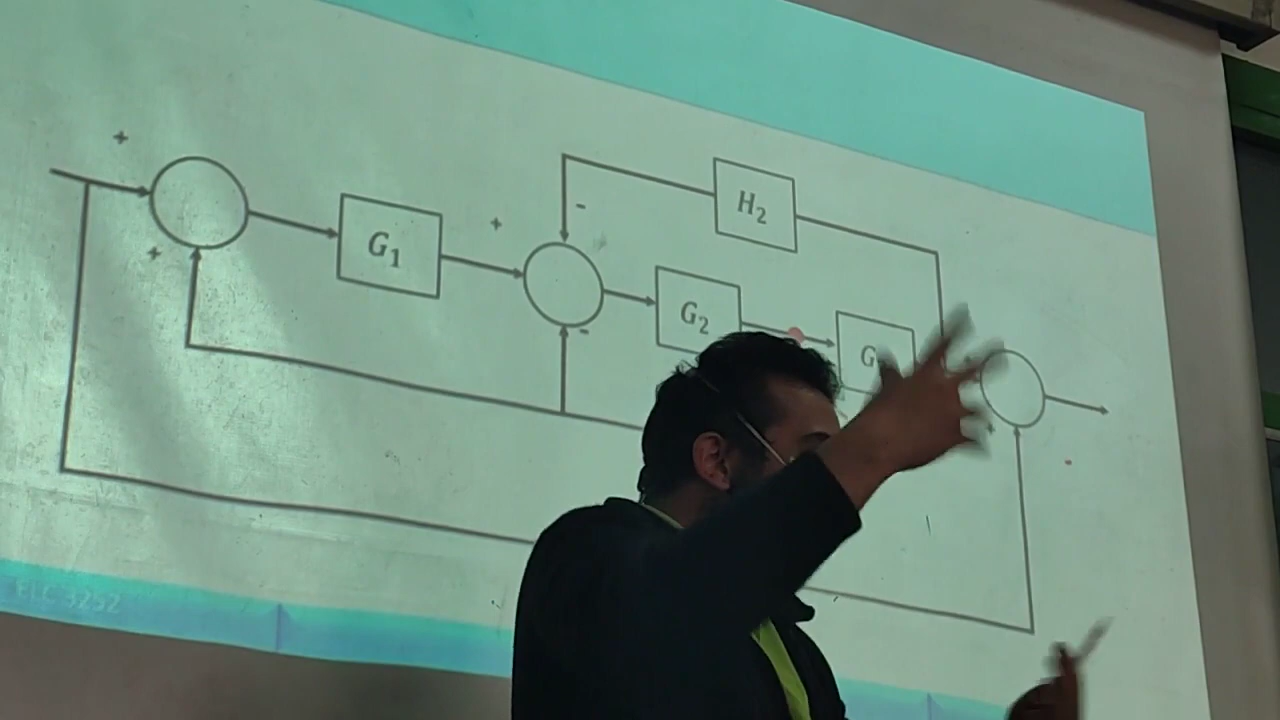 +
H₂
-
+
G₁
+
G₂
G
-
ELC 3252